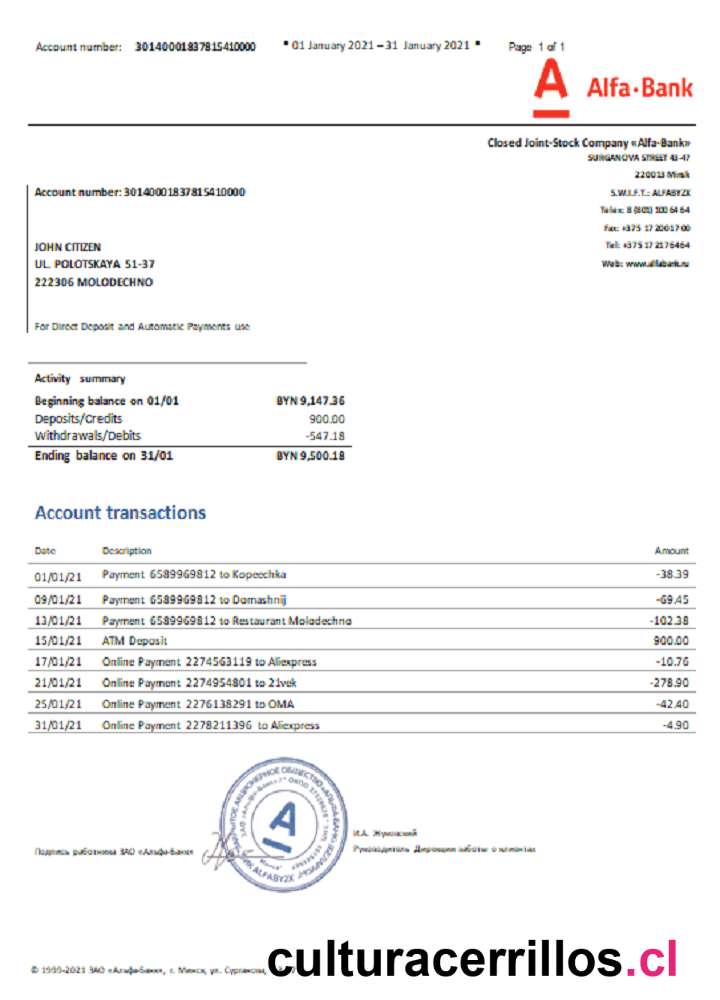 Account number: 30140001837815410000 * 01 January 2021 – 31 January 2021 * Page 1 of 1
Alfa·Bank
Closed Joint-Stock Company «Alfa-Bank»
SURGANOVA STREET 43-47
220013 Minsk
Account number: 30140001837815410000
S.W.I.F.T.: ALFABY2X
Telex: 8 (801) 100 64 64
Fax: +375 17 200 17 00
JOHN CITIZEN
Tel: +375 17 217 64 64
UL. POLOTSKAYA 51-37
Web: www.alfabank.ru
222306 MOLODECHNO
For Direct Deposit and Automatic Payments use
Activity summary
Beginning balance on 01/01 BYN 9,147.36
Deposits/Credits 900.00
Withdrawals/Debits -547.18
Ending balance on 31/01 BYN 9,500.18
Account transactions
Date Description Amount
01/01/21 Payment 6589969812 to Kopeechka -38.39
09/01/21 Payment 6589969812 to Domashnij -69.45
13/01/21 Payment 6589969812 to Restaurant Molodechno -102.38
15/01/21 ATM Deposit 900.00
17/01/21 Online Payment 2274563119 to Aliexpress -10.76
21/01/21 Online Payment 2274954801 to 21vek -278.90
25/01/21 Online Payment 2276138291 to OMA -42.40
31/01/21 Online Payment 2278211396 to Aliexpress -4.90
И.А. Жуковский
Подпись работника ЗАО «Альфа-Банк»
Руководитель Дирекции заботы о клиентах
© 1999-2021 ЗАО «Альфа-Банк», г. Минск, ул. Сурганова,
culturacerrillos.cl